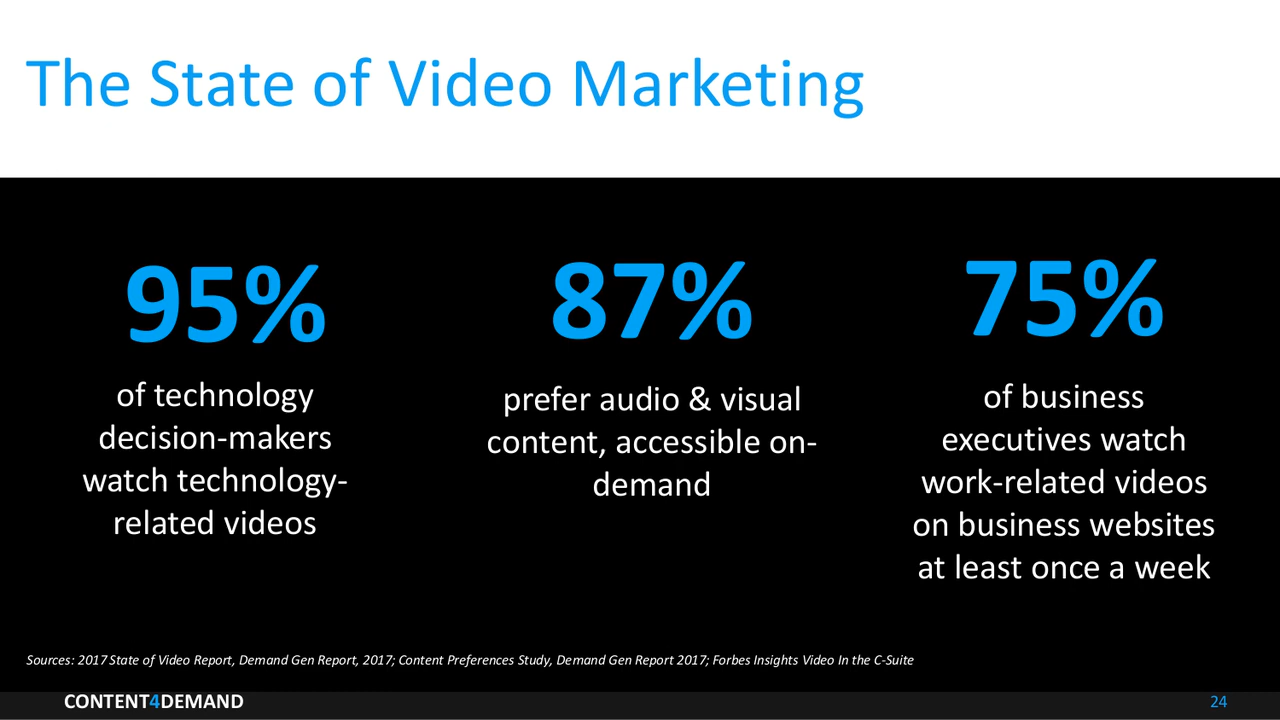 The State of Video Marketing
95%
of technology
decision-makers
watch technology-
related videos
87%
prefer audio & visual
content, accessible on-
demand
75%
of business
executives watch
work-related videos
on business websites
at least once a week
Sources: 2017 State of Video Report, Demand Gen Report, 2017; Content Preferences Study, Demand Gen Report 2017; Forbes Insights Video In the C-Suite
CONTENT4DEMAND
24